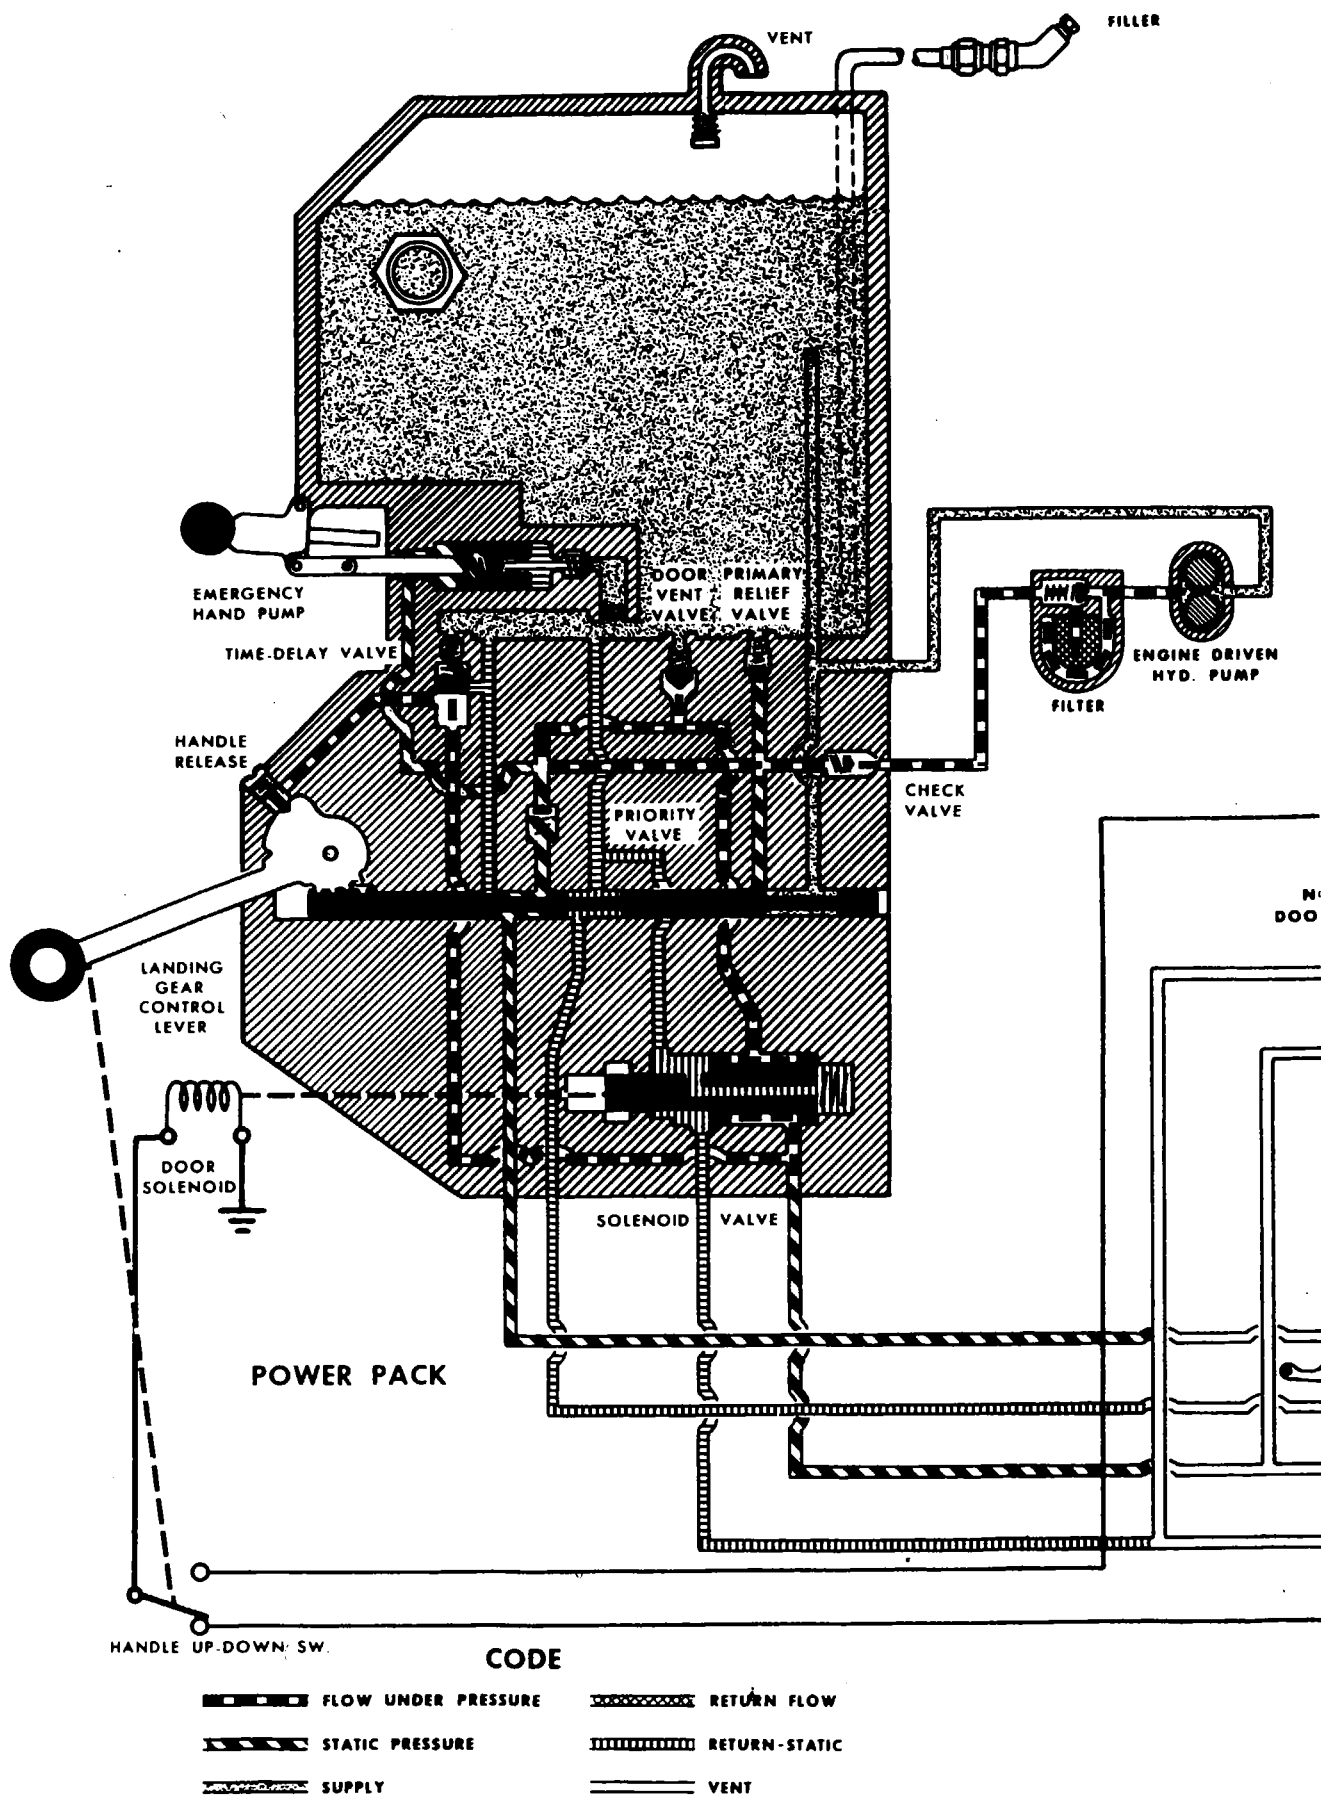 FILLER
VENT
EMERGENCY
HAND PUMP
DOOR
VENT
VALVE
PRIMARY
RELIEF
VALVE
TIME-DELAY VALVE
ENGINE DRIVEN
HYD. PUMP
FILTER
HANDLE
RELEASE
CHECK
VALVE
PRIORITY
VALVE
DOO
LANDING
GEAR
CONTROL
LEVER
DOOR
SOLENOID
SOLENOID VALVE
POWER PACK
HANDLE UP-DOWN SW.
CODE
FLOW UNDER PRESSURE
RETURN FLOW
STATIC PRESSURE
RETURN-STATIC
SUPPLY
VENT